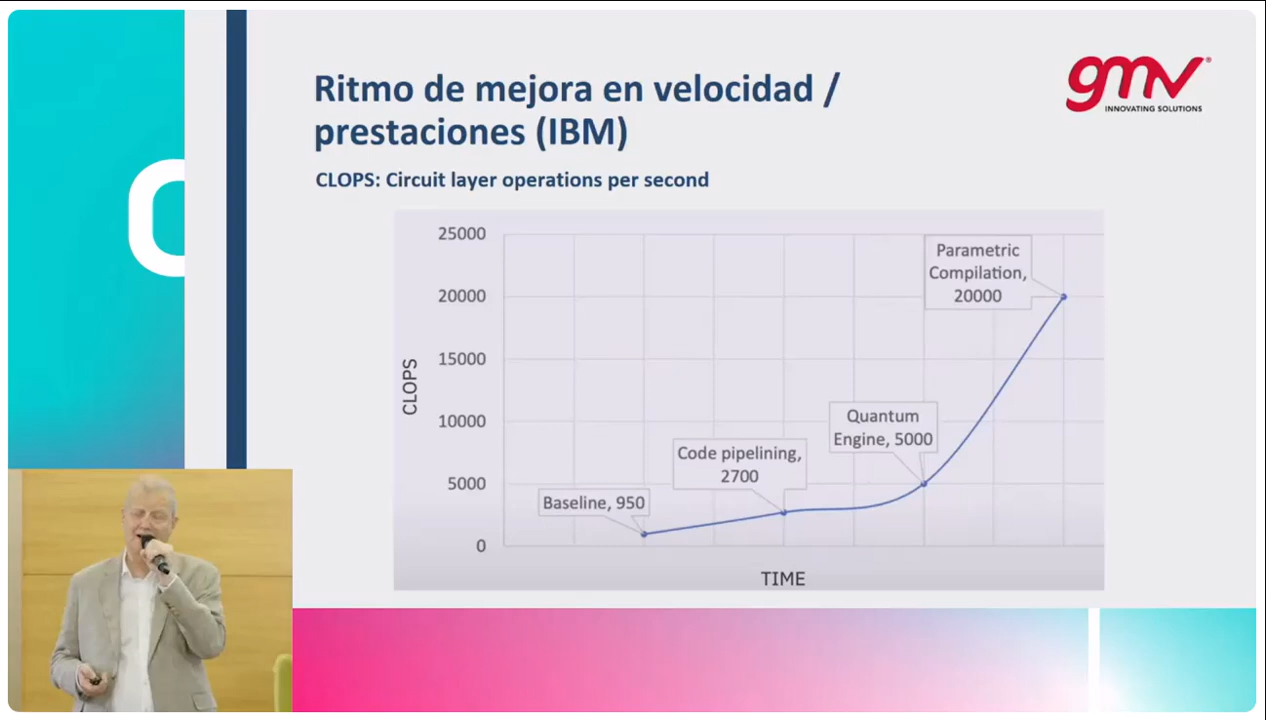 Ritmo de mejora en velocidad /
prestaciones (IBM)
gmv®
INNOVATING SOLUTIONS
CLOPS: Circuit layer operations per second
25000
20000
15000
10000
5000
0
CLOPS
Parametric
Compilation,
20000
Quantum
Engine, 5000
Code pipelining,
2700
Baseline, 950
TIME